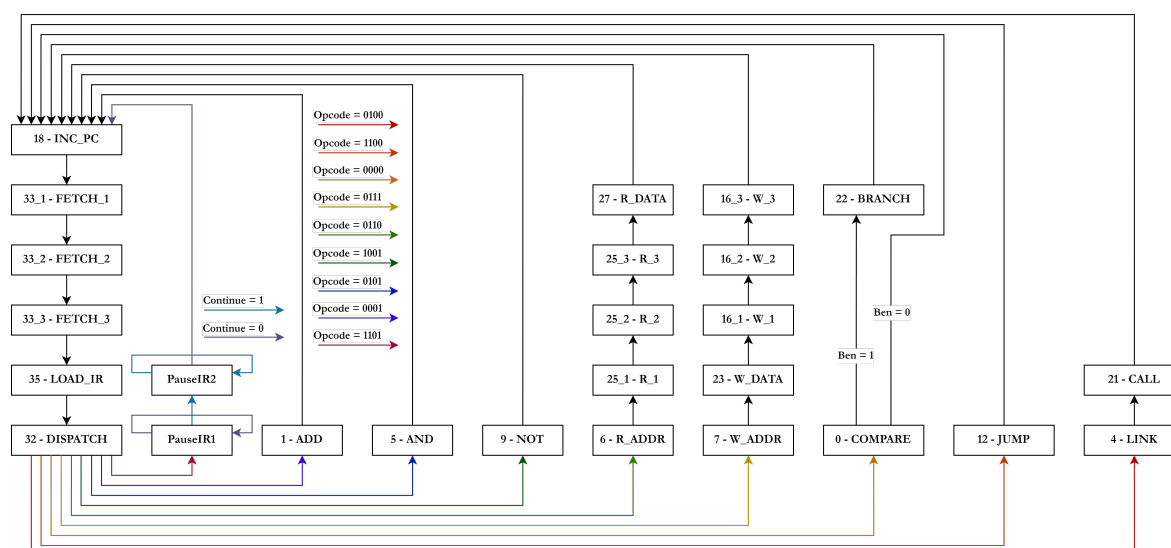 Opcode = 0100
Opcode = 1100
Opcode = 0000
Opcode = 0111
Opcode = 0110
Opcode = 1001
Opcode = 0101
Opcode = 0001
Opcode = 1101
Continue = 1
Continue = 0
18 - INC_PC
33_1 - FETCH_1
27 - R_DATA
16_3 - W_3
22 - BRANCH
33_2 - FETCH_2
25_3 - R_3
16_2 - W_2
33_3 - FETCH_3
25_2 - R_2
16_1 - W_1
Ben = 0
Ben = 1
35 - LOAD_IR
PauseIR2
25_1 - R_1
23 - W_DATA
21 - CALL
32 - DISPATCH
PauseIR1
1 - ADD
5 - AND
9 - NOT
6 - R_ADDR
7 - W_ADDR
0 - COMPARE
12 - JUMP
4 - LINK